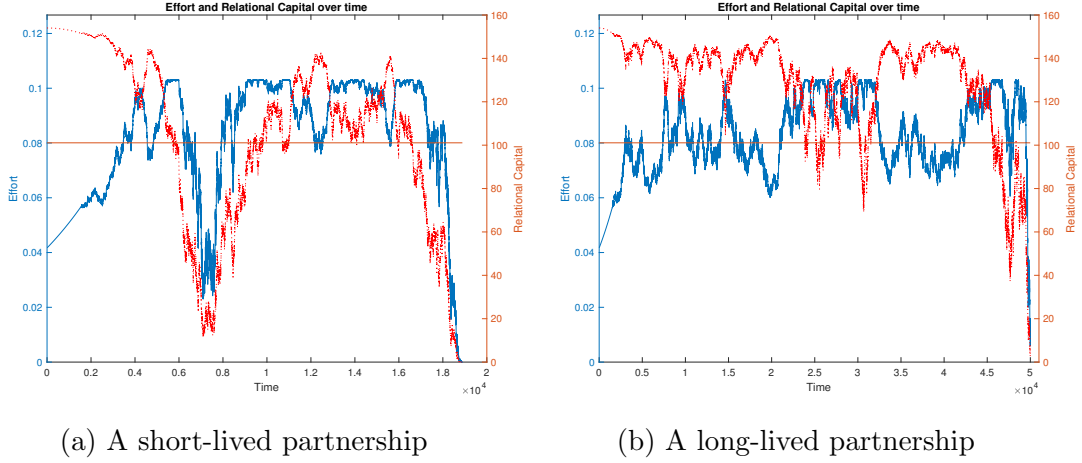 Effort and Relational Capital over time
0.12
0.1
0.08
0.06
0.04
0.02
0
Effort
160
140
120
100
80
60
40
20
0
Relational Capital
0 0.2 0.4 0.6 0.8 1 1.2 1.4 1.6 1.8 2
Time
×10^4
(a) A short-lived partnership
Effort and Relational Capital over time
0.12
0.1
0.08
0.06
0.04
0.02
0
Effort
160
140
120
100
80
60
40
20
0
Relational Capital
0 0.5 1 1.5 2 2.5 3 3.5 4 4.5 5
Time
×10^4
(b) A long-lived partnership